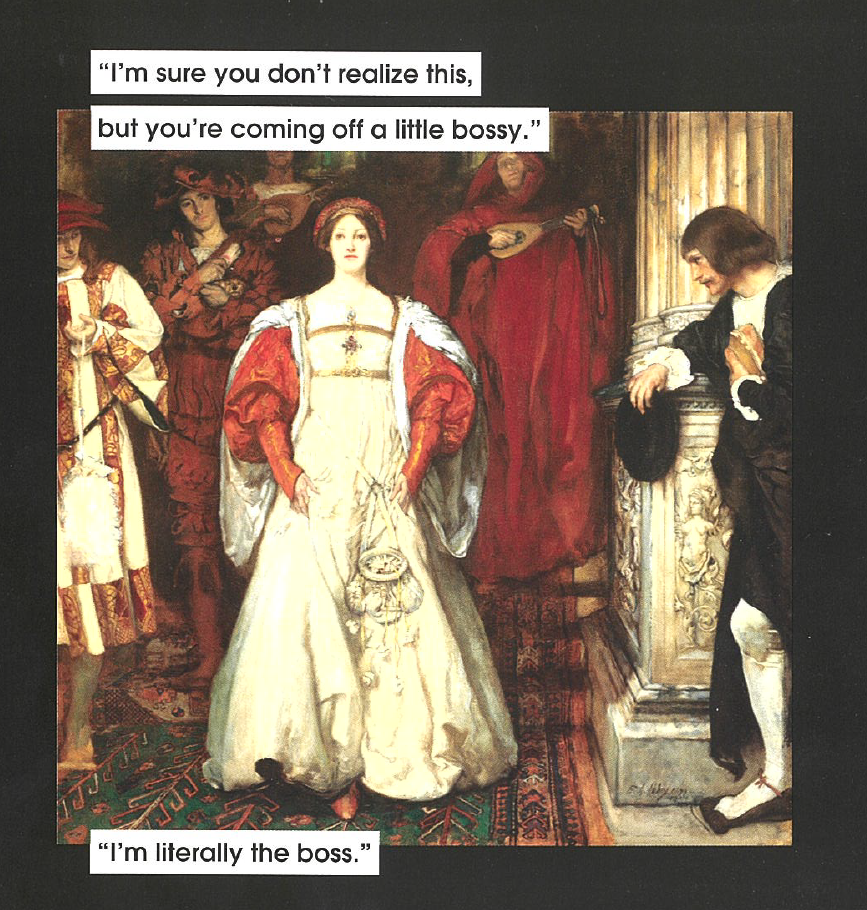 “I’m sure you don’t realize this,
but you’re coming off a little bossy.”
“I’m literally the boss.”